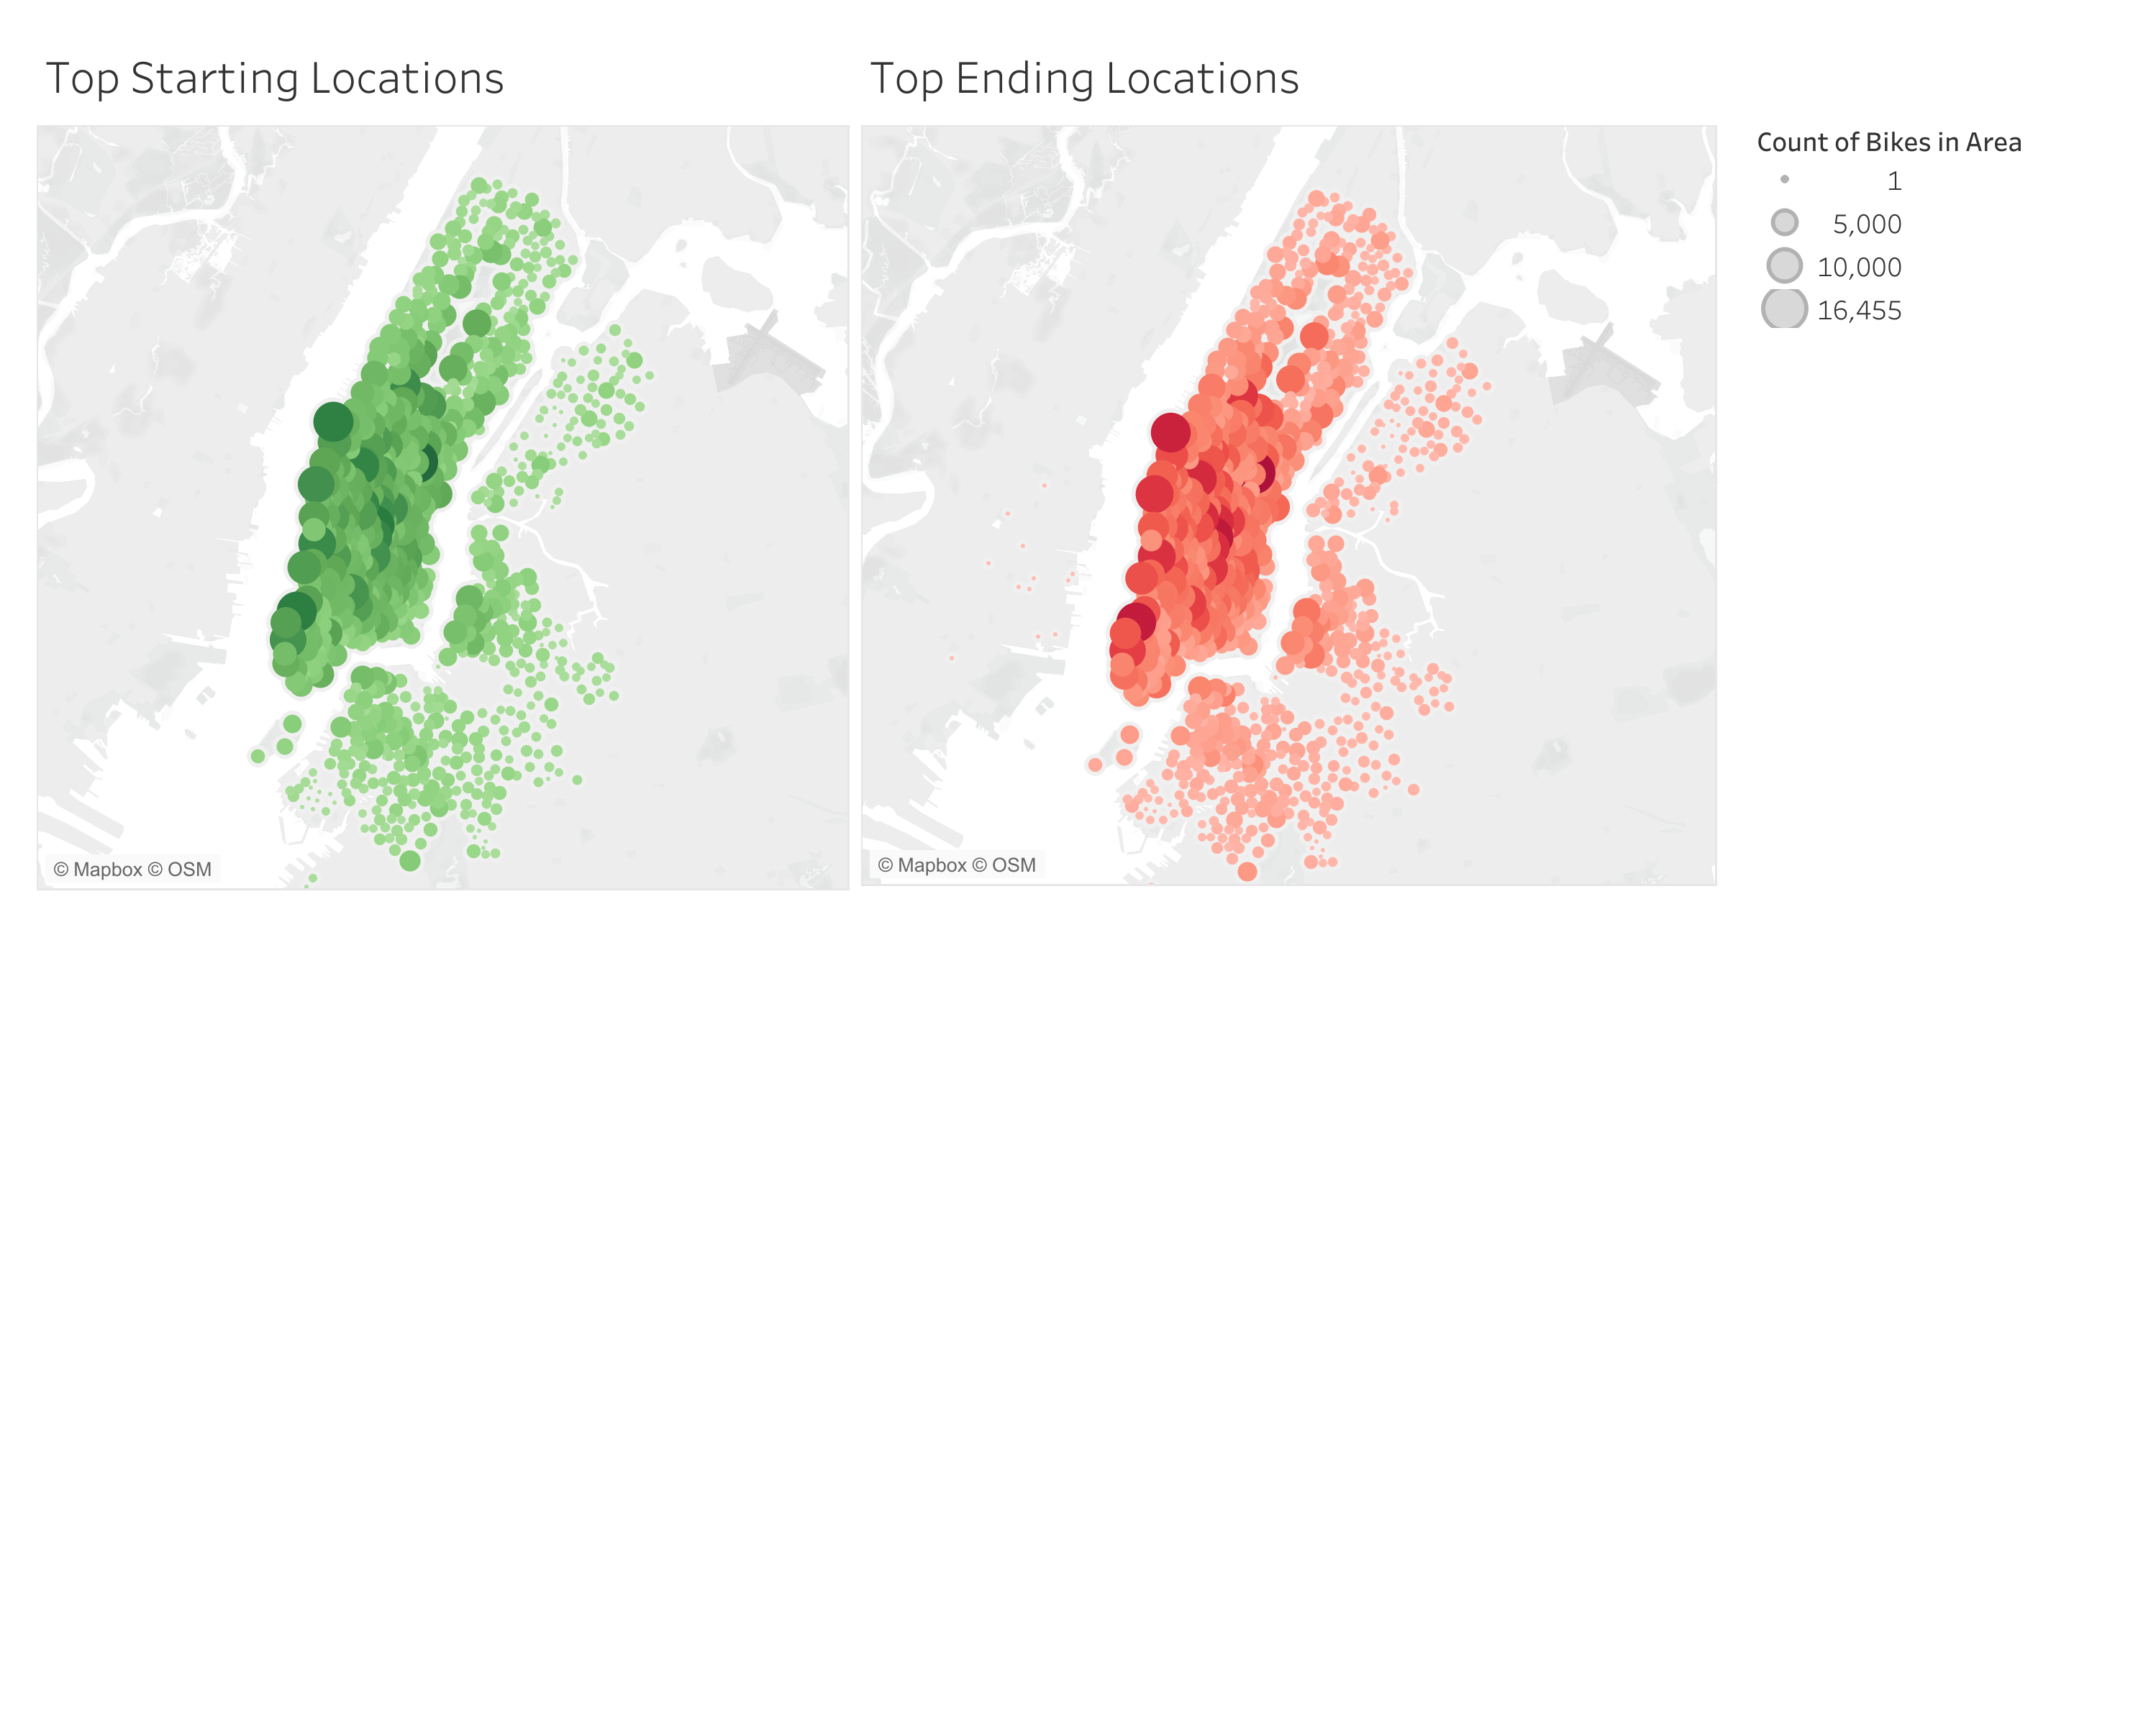 Top Starting Locations
Top Ending Locations
Count of Bikes in Area
1
5,000
10,000
16,455
© Mapbox © OSM
© Mapbox © OSM